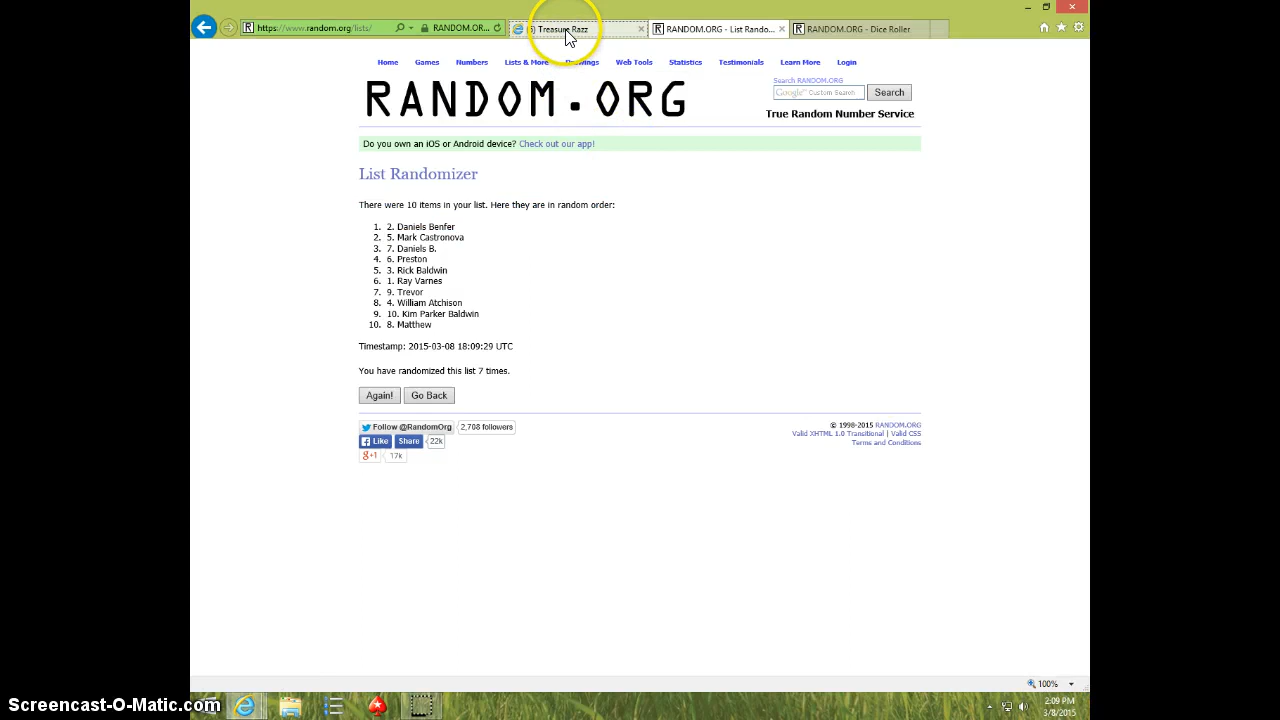 https://www.random.org/lists/
RANDOM.OR...
) Treasure Razz
RANDOM.ORG - List Rando...
RANDOM.ORG - Dice Roller
Home Games Numbers Lists & More Drawings Web Tools Statistics Testimonials Learn More Login
RANDOM.ORG
Search RANDOM.ORG
Google™ Custom Search Search
True Random Number Service
Do you own an iOS or Android device? Check out our app!
List Randomizer
There were 10 items in your list. Here they are in random order:
1. 2. Daniels Benfer
2. 5. Mark Castronova
3. 7. Daniels B.
4. 6. Preston
5. 3. Rick Baldwin
6. 1. Ray Varnes
7. 9. Trevor
8. 4. William Atchison
9. 10. Kim Parker Baldwin
10. 8. Matthew
Timestamp: 2015-03-08 18:09:29 UTC
You have randomized this list 7 times.
Again! Go Back
Follow @RandomOrg 2,708 followers
Like Share 22k
g+1 17k
© 1998-2015 RANDOM.ORG
Valid XHTML 1.0 Transitional | Valid CSS
Terms and Conditions
100%
2:09 PM
3/8/2015
Screencast-O-Matic.com